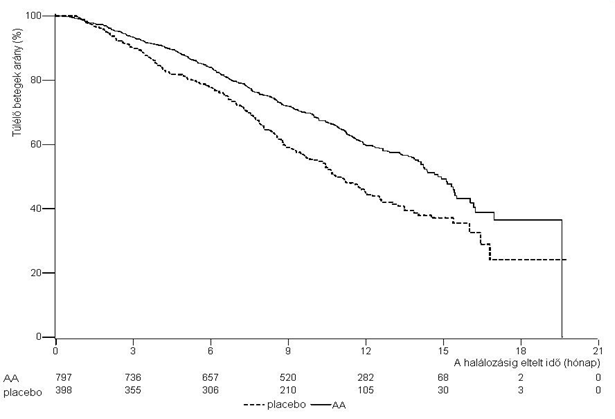 Túlélő betegek arány (%)
100
80
60
40
20
0
0 3 6 9 12 15 18 21
A halálozásig eltelt idő (hónap)
AA 797 736 657 520 282 68 2 0
placebo 398 355 306 210 105 30 3 0
placebo AA